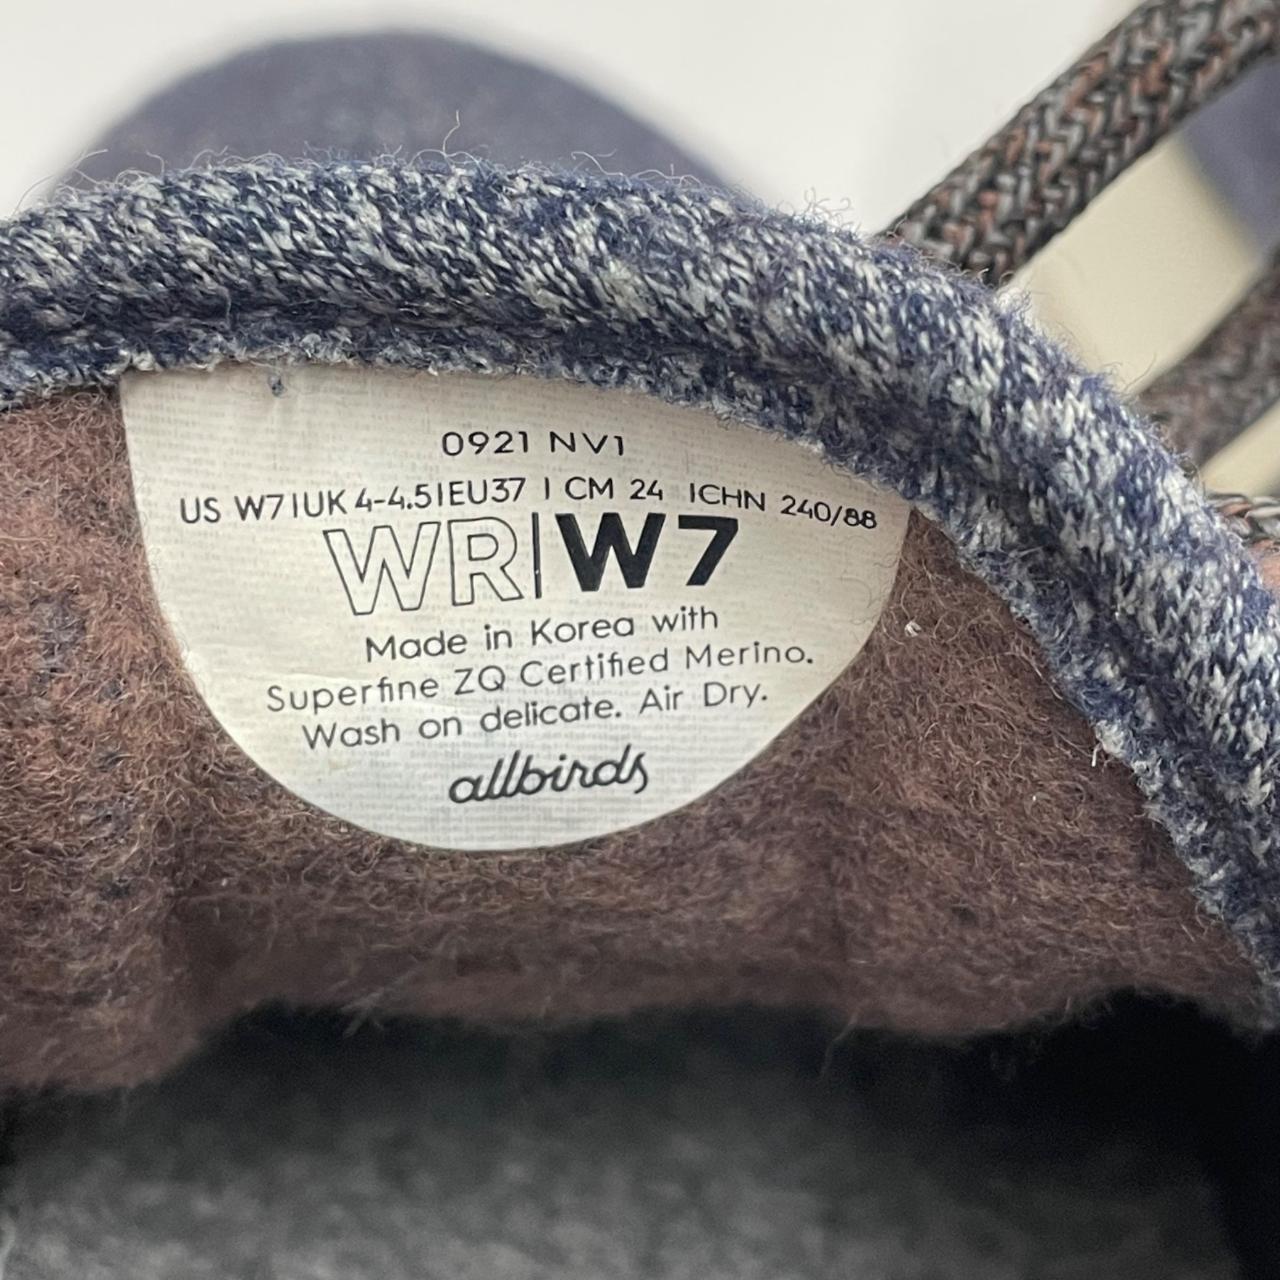 0921 NV1
US W7|UK 4-4.5|EU37 | CM 24 |CHN 240/88
WR|W7
Made in Korea with
Superfine ZQ Certified Merino.
Wash on delicate. Air Dry.
allbirds